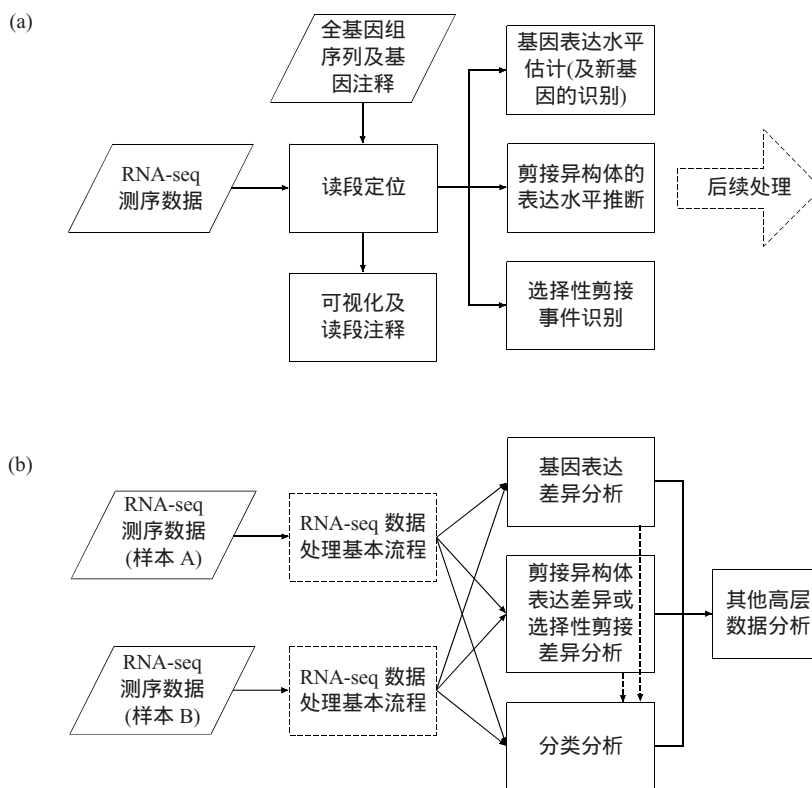 (a)
全基因组
序列及基
因注释
基因表达水平
估计(及新基
因的识别)
RNA-seq
测序数据
读段定位
剪接异构体的
表达水平推断
后续处理
可视化及
读段注释
选择性剪接
事件识别
(b)
RNA-seq
测序数据
(样本 A)
RNA-seq 数据
处理基本流程
基因表达
差异分析
剪接异构体
表达差异或
选择性剪接
差异分析
其他高层
数据分析
RNA-seq
测序数据
(样本 B)
RNA-seq 数据
处理基本流程
分类分析